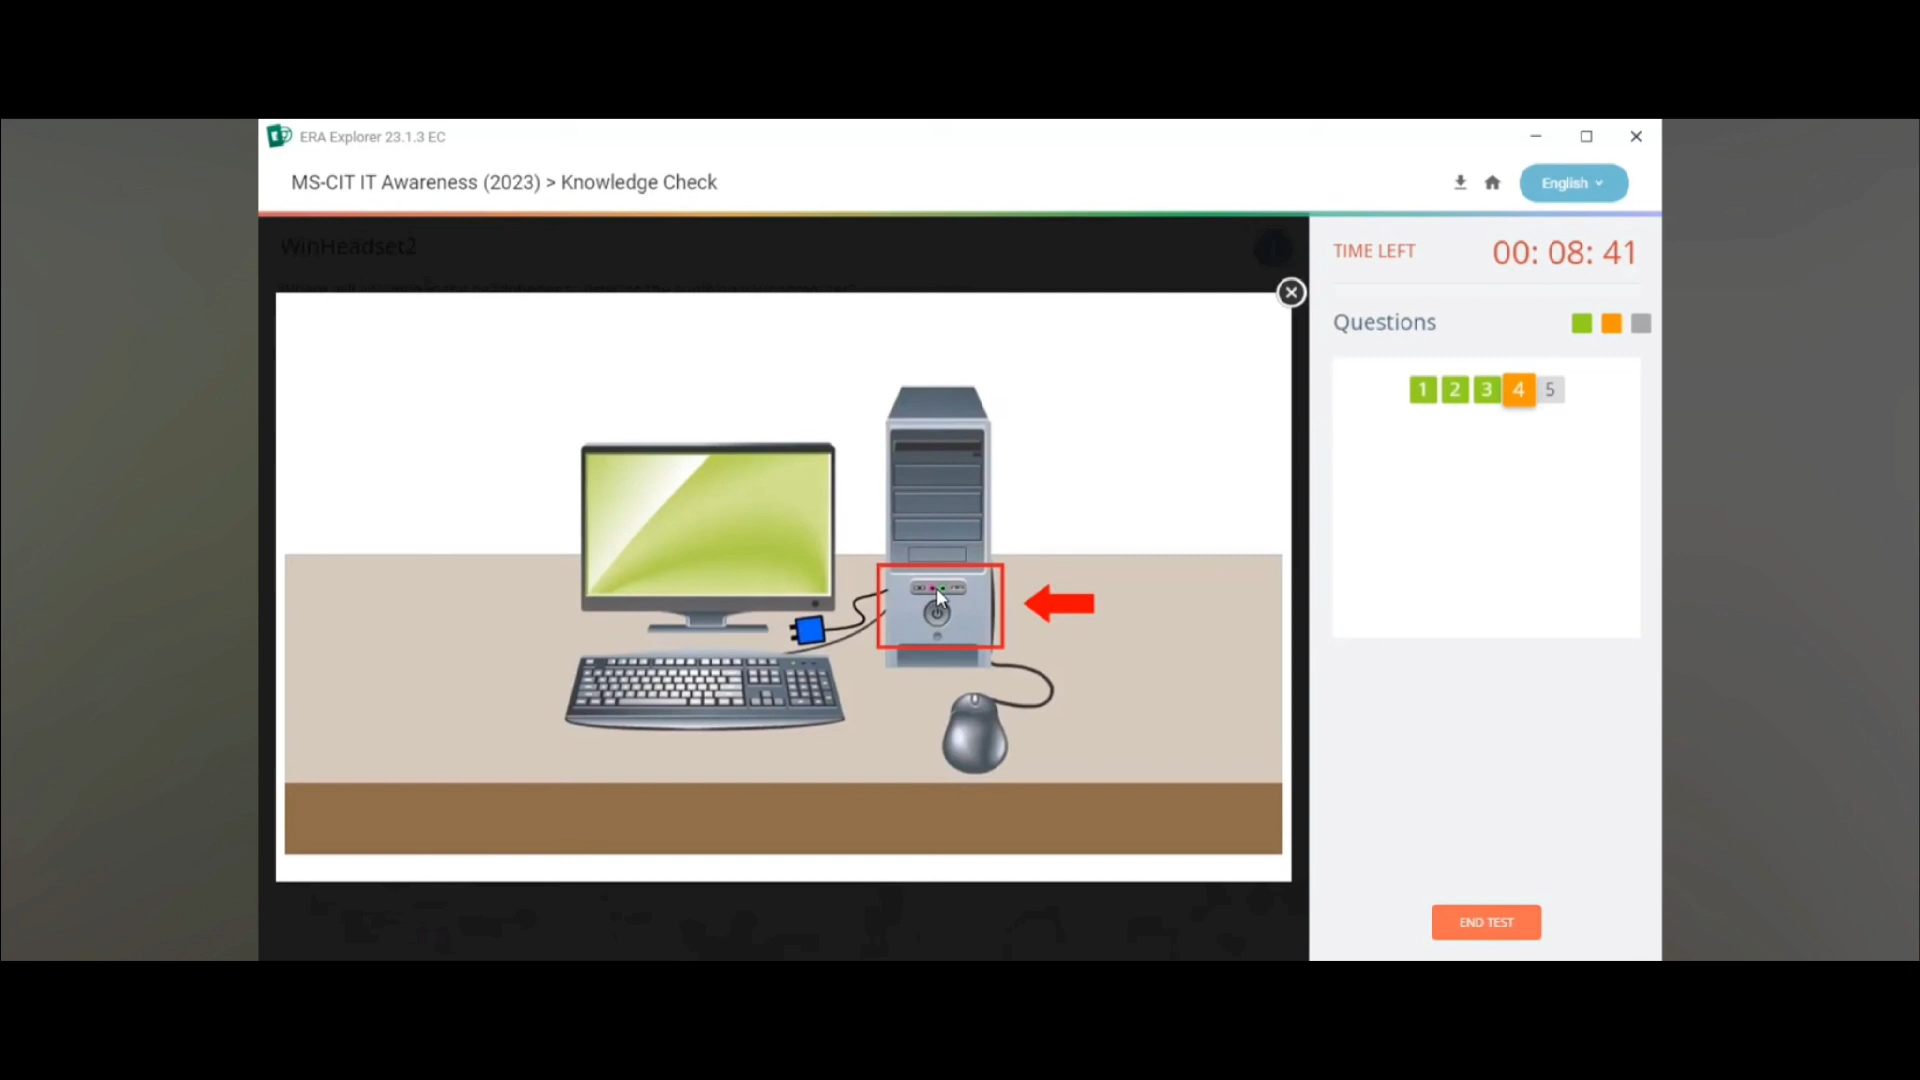 ERA Explorer 23.1.3 EC
MS-CIT IT Awareness (2023) > Knowledge Check
English
WinHeadset2
TIME LEFT
00: 08: 41
Questions
1 2 3 4 5
END TEST